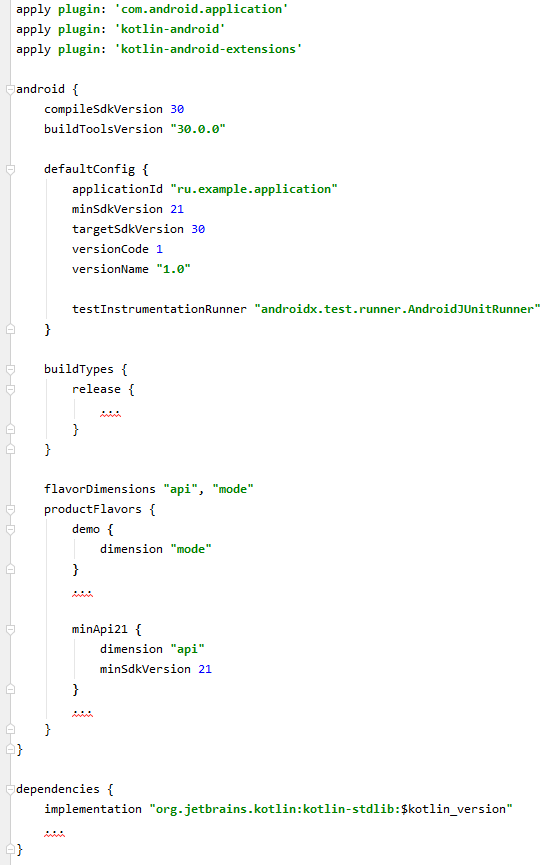 apply plugin: 'com.android.application'
apply plugin: 'kotlin-android'
apply plugin: 'kotlin-android-extensions'
android {
compileSdkVersion 30
buildToolsVersion "30.0.0"
defaultConfig {
applicationId "ru.example.application"
minSdkVersion 21
targetSdkVersion 30
versionCode 1
versionName "1.0"
testInstrumentationRunner "androidx.test.runner.AndroidJUnitRunner"
}
buildTypes {
release {
...
}
}
flavorDimensions "api", "mode"
productFlavors {
demo {
dimension "mode"
}
...
minApi21 {
dimension "api"
minSdkVersion 21
}
...
}
}
dependencies {
implementation "org.jetbrains.kotlin:kotlin-stdlib:$kotlin_version"
...
}